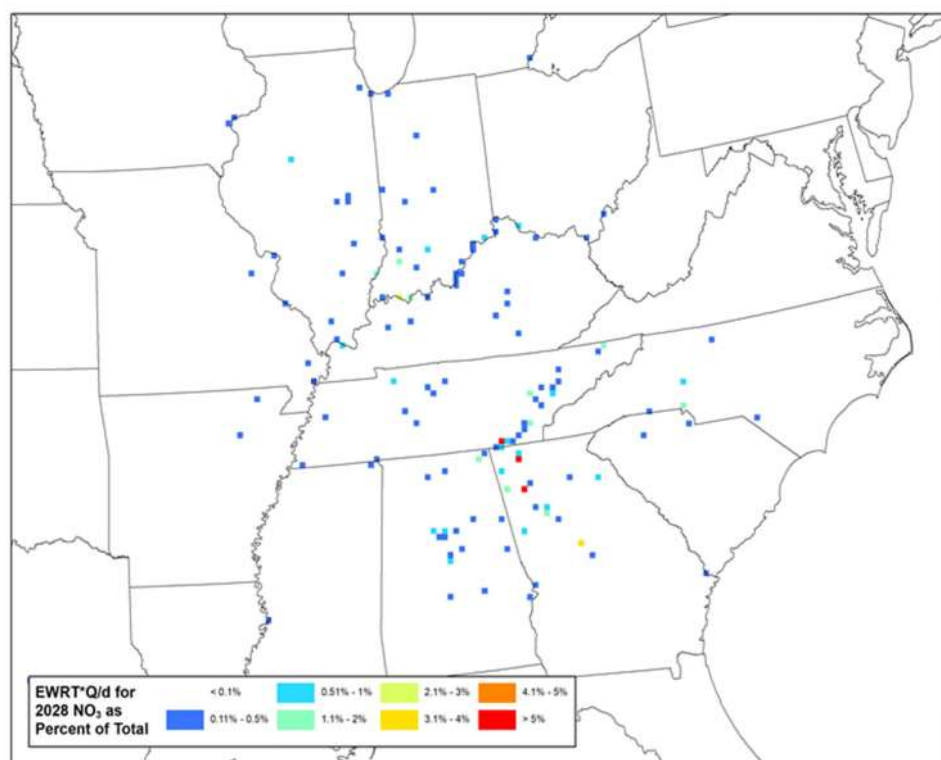 EWRT*Q/d for
2028 NO₃ as
Percent of Total
< 0.1% 0.51% - 1% 2.1% - 3% 4.1% - 5%
0.11% - 0.5% 1.1% - 2% 3.1% - 4% > 5%